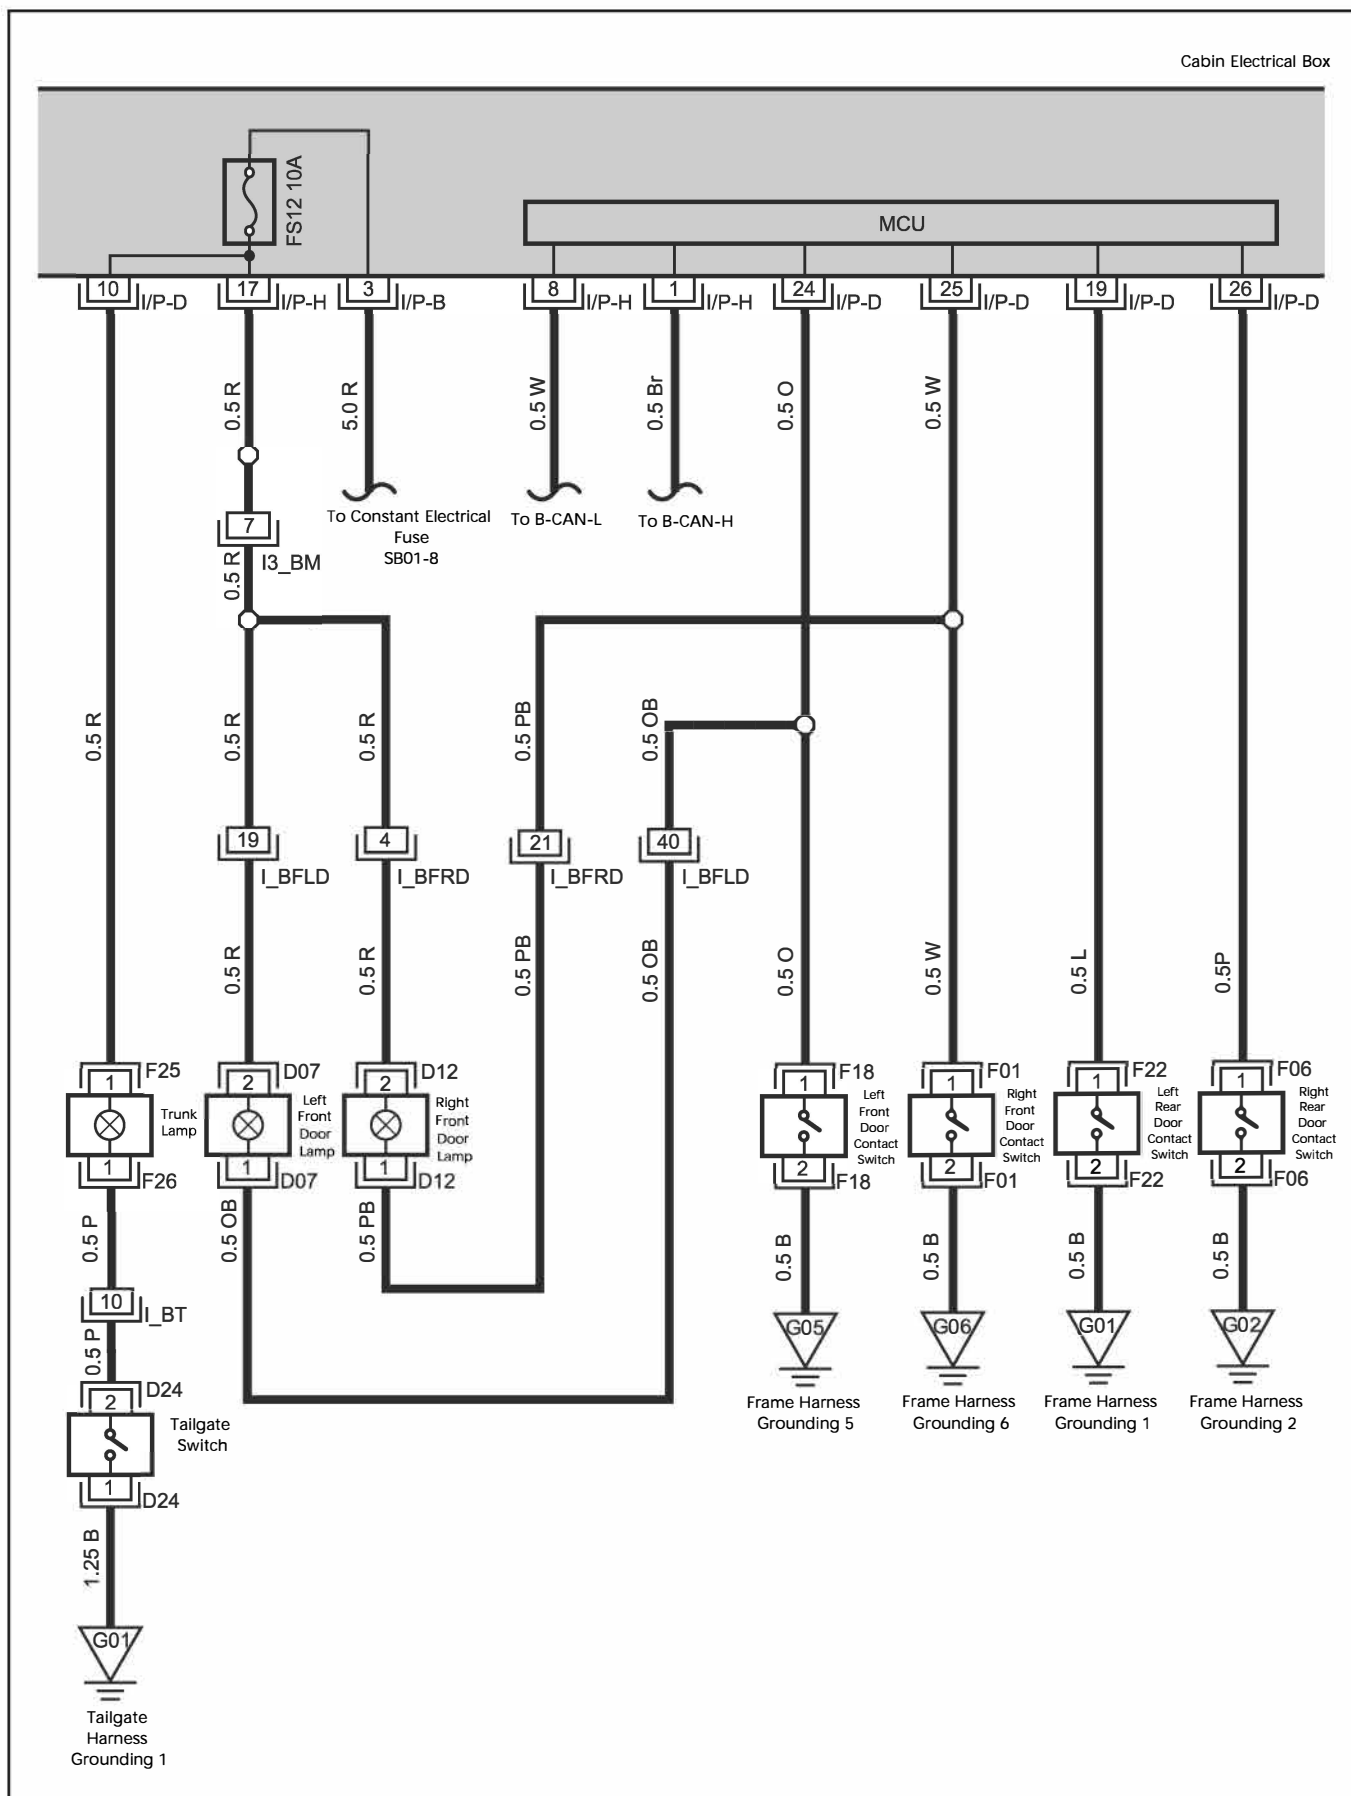 Cabin Electrical Box
FS12 10A
MCU
10
I/P-D
17
I/P-H
3
I/P-B
8
I/P-H
1
I/P-H
24
I/P-D
25
I/P-D
19
I/P-D
26
I/P-D
0.5 R
5.0 R
0.5 W
0.5 Br
0.5 O
0.5 W
To Constant Electrical
Fuse
SB01-8
To B-CAN-L
To B-CAN-H
7
I3_BM
0.5 R
0.5 R
0.5 R
0.5 R
0.5 PB
0.5 OB
19
I_BFLD
4
I_BFRD
21
I_BFRD
40
I_BFLD
0.5 R
0.5 R
0.5 PB
0.5 OB
0.5 O
0.5 W
0.5 L
0.5P
F25
1
Trunk
Lamp
1
F26
D07
2
Left
Front
Door
Lamp
1
D07
D12
2
Right
Front
Door
Lamp
1
D12
F18
1
Left
Front
Door
Contact
Switch
2
F18
F01
1
Right
Front
Door
Contact
Switch
2
F01
F22
1
Left
Rear
Door
Contact
Switch
2
F22
F06
1
Right
Rear
Door
Contact
Switch
2
F06
0.5 P
0.5 OB
0.5 PB
0.5 B
0.5 B
0.5 B
0.5 B
10
I_BT
0.5 P
G05
G06
G01
G02
Frame Harness
Grounding 5
Frame Harness
Grounding 6
Frame Harness
Grounding 1
Frame Harness
Grounding 2
D24
2
Tailgate
Switch
1
D24
1.25 B
G01
Tailgate
Harness
Grounding 1